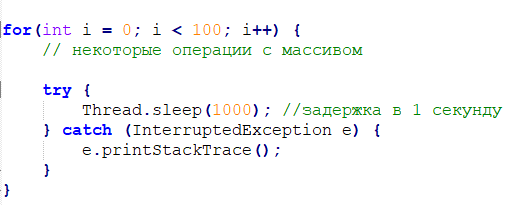 for(int i = 0; i < 100; i++) {
// некоторые операции с массивом
try {
Thread.sleep(1000); //задержка в 1 секунду
} catch (InterruptedException e) {
e.printStackTrace();
}
}